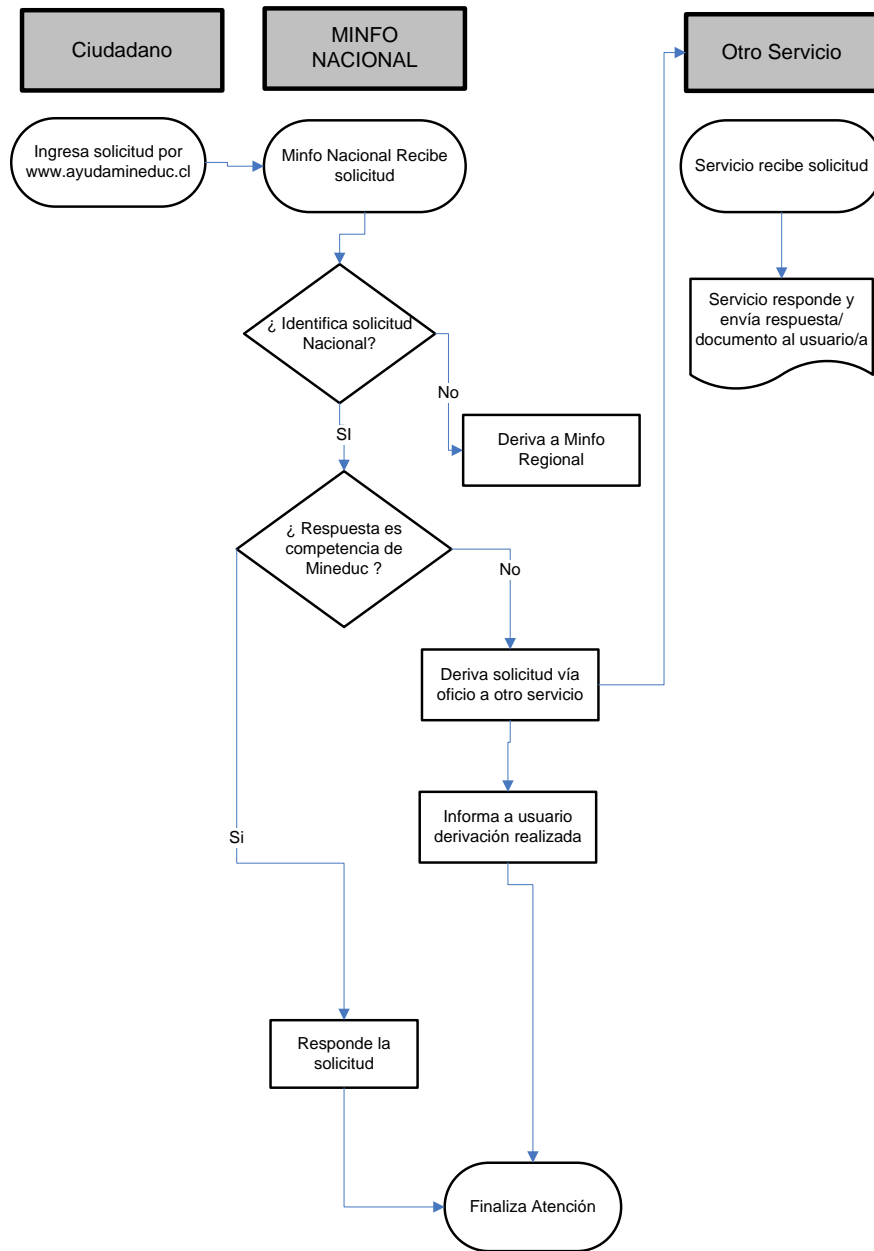 Ciudadano
MINFO
NACIONAL
Otro Servicio
Ingresa solicitud por
www.ayudamineduc.cl
Minfo Nacional Recibe
solicitud
Servicio recibe solicitud
¿ Identifica solicitud
Nacional?
Servicio responde y
envía respuesta/
documento al usuario/a
No
SI
Deriva a Minfo
Regional
¿ Respuesta es
competencia de
Mineduc ?
No
Deriva solicitud vía
oficio a otro servicio
Informa a usuario
derivación realizada
Si
Responde la
solicitud
Finaliza Atención